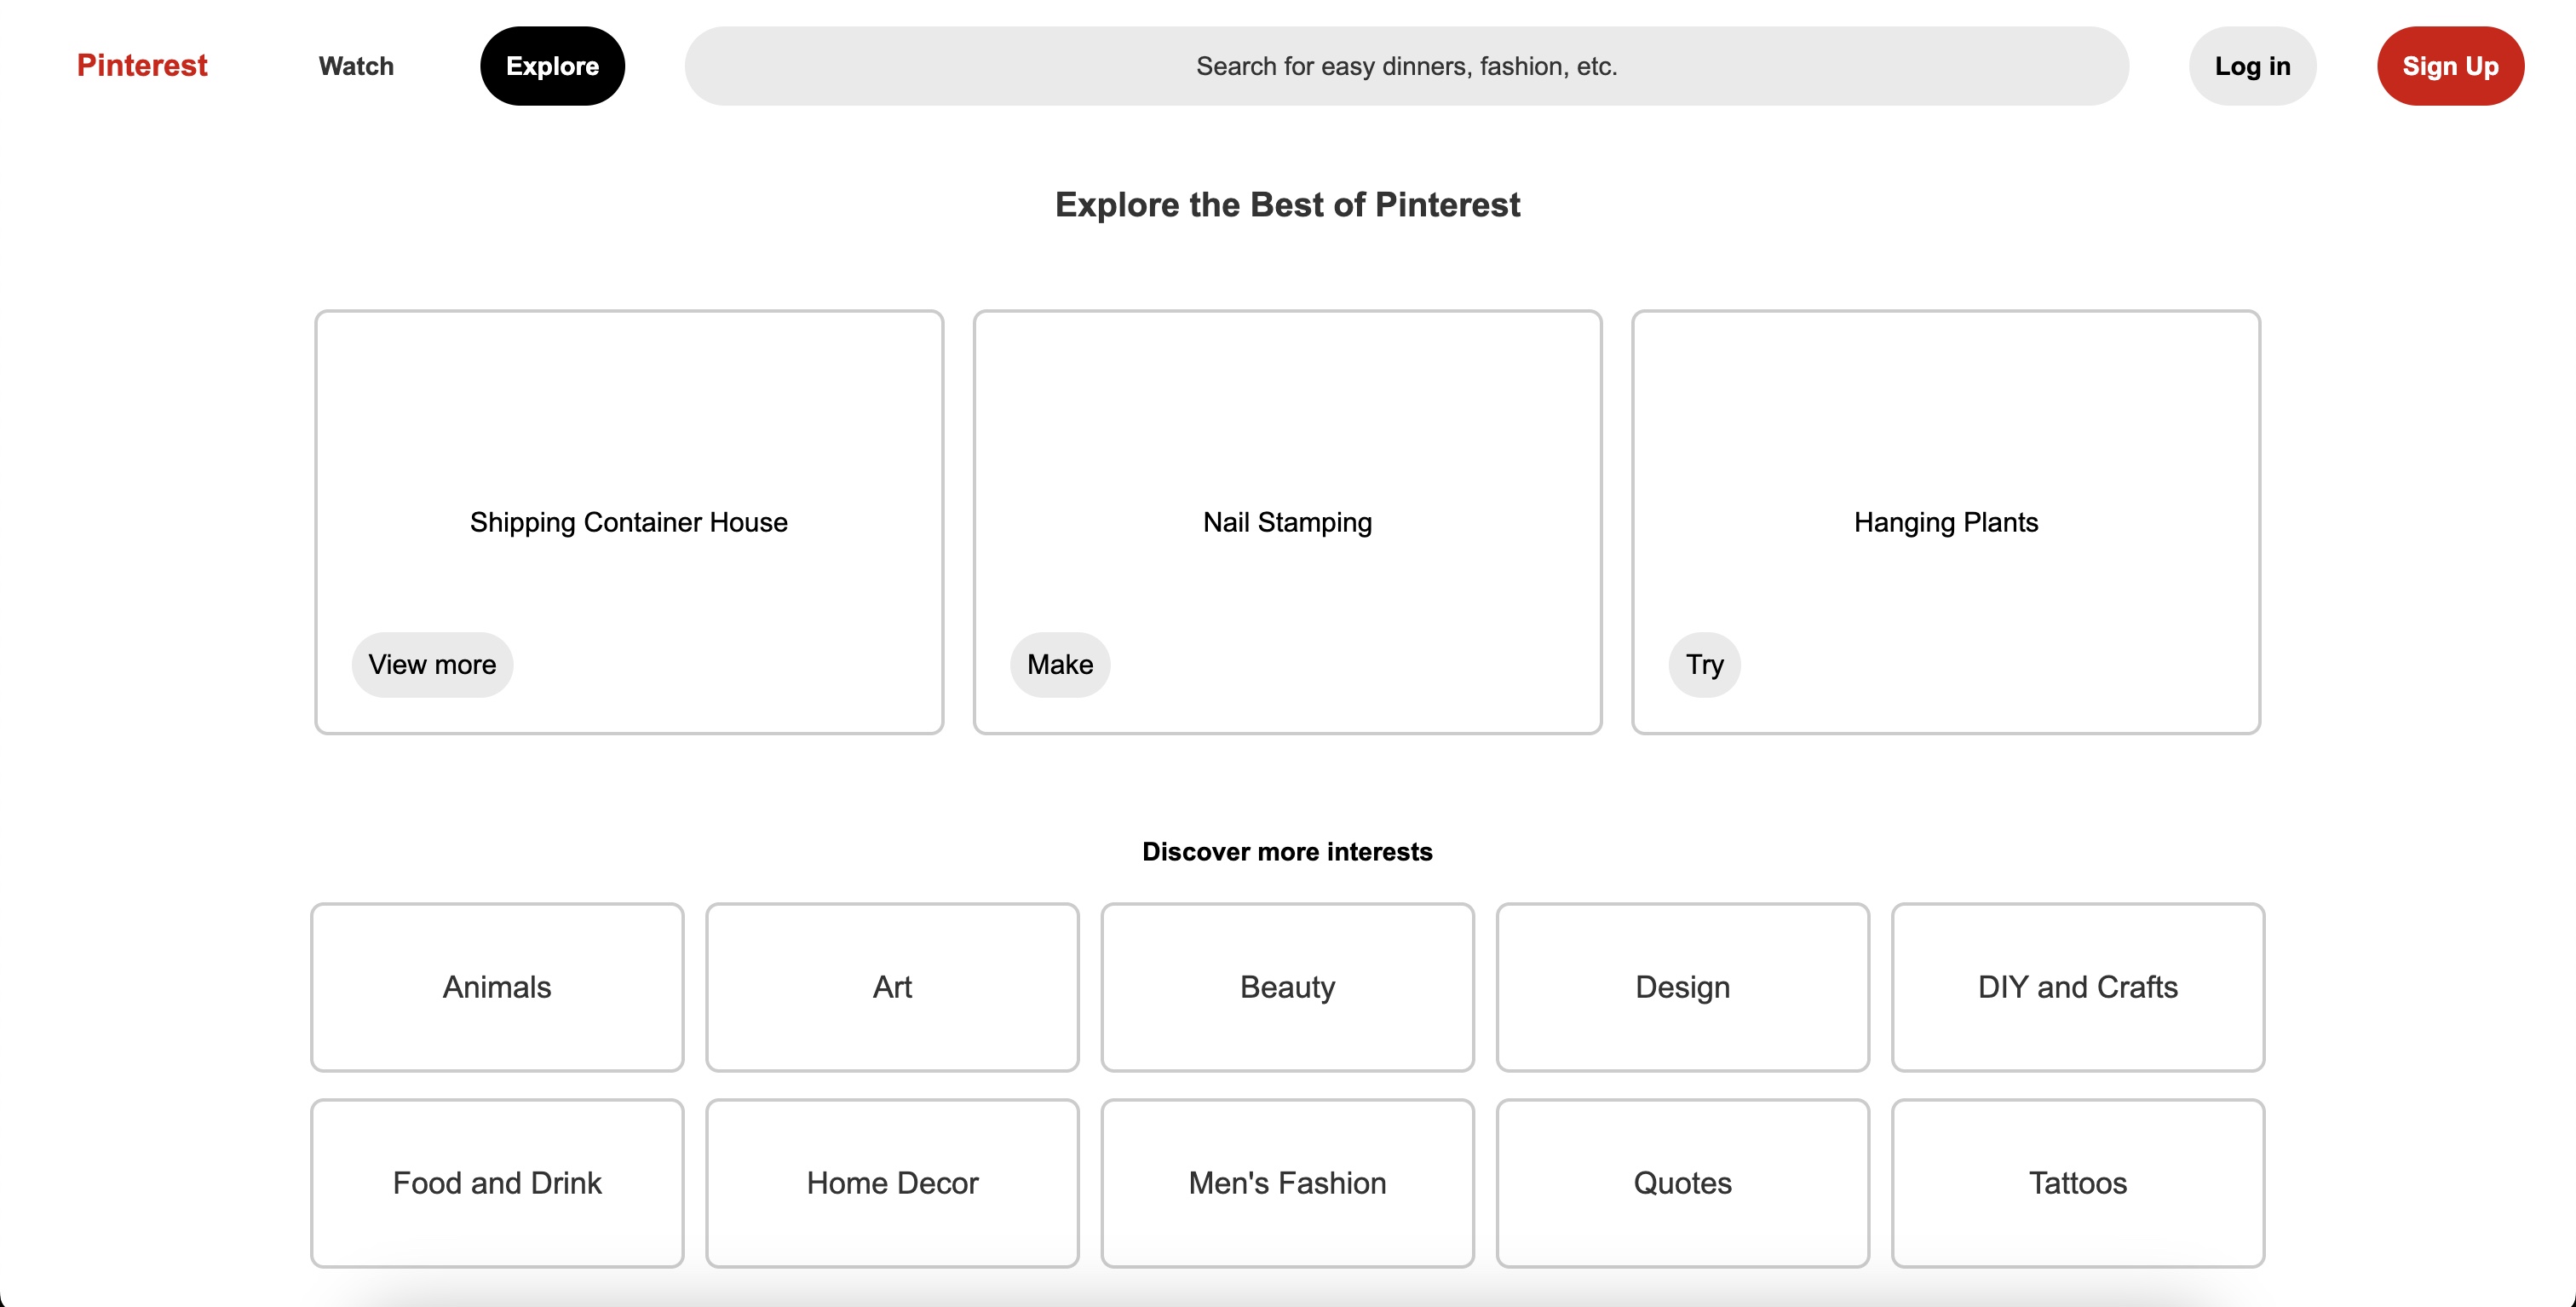 Pinterest
Watch
Explore
Search for easy dinners, fashion, etc.
Log in
Sign Up
Explore the Best of Pinterest
Shipping Container House
View more
Nail Stamping
Make
Hanging Plants
Try
Discover more interests
Animals
Art
Beauty
Design
DIY and Crafts
Food and Drink
Home Decor
Men's Fashion
Quotes
Tattoos